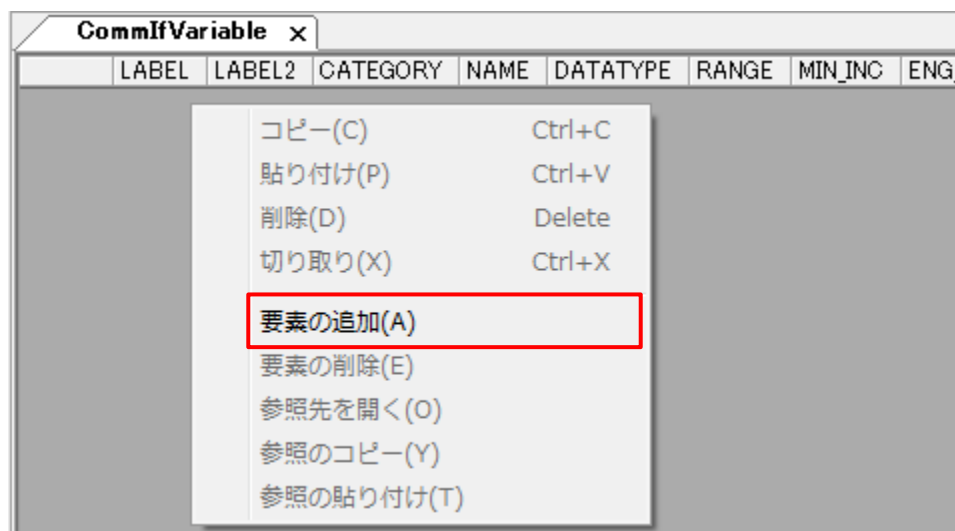 CommIfVariable x
LABEL LABEL2 CATEGORY NAME DATATYPE RANGE MIN_INC ENG_
コピー(C) Ctrl+C
貼り付け(P) Ctrl+V
削除(D) Delete
切り取り(X) Ctrl+X
要素の追加(A)
要素の削除(E)
参照先を開く(O)
参照のコピー(Y)
参照の貼り付け(T)